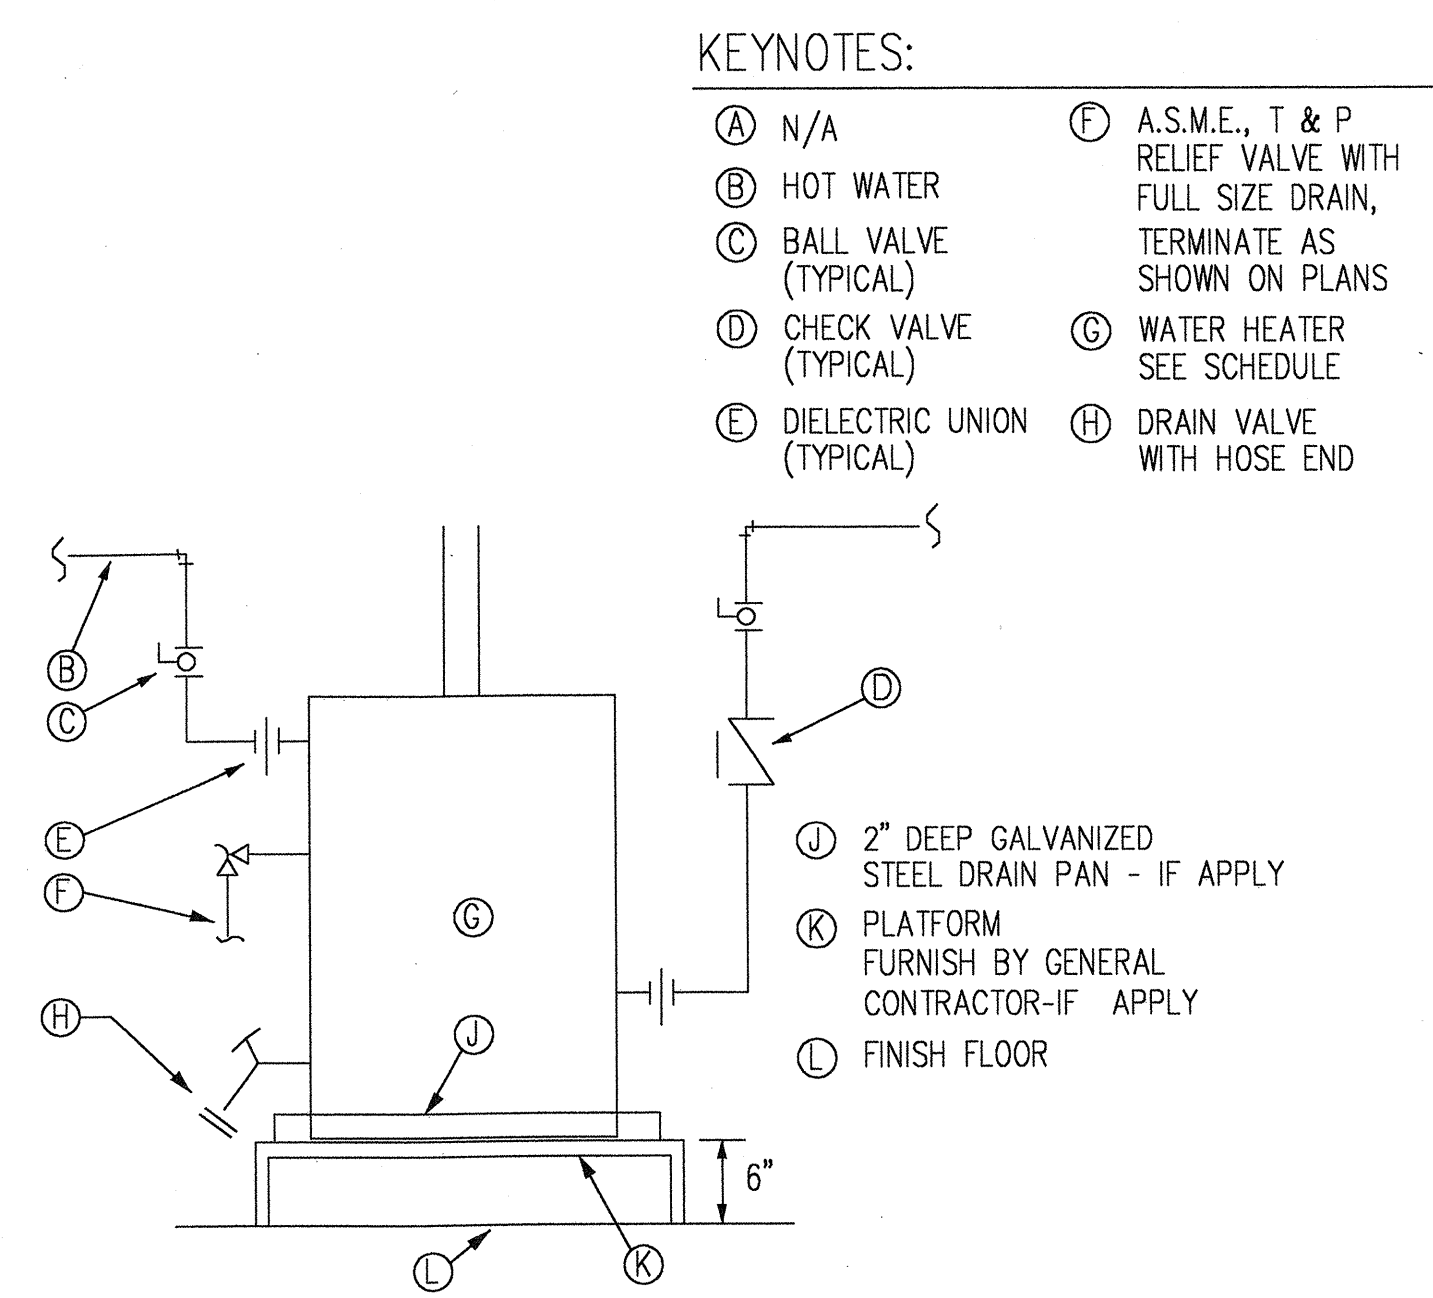 KEYNOTES:
A N/A
B HOT WATER
C BALL VALVE
(TYPICAL)
D CHECK VALVE
(TYPICAL)
E DIELECTRIC UNION
(TYPICAL)
F A.S.M.E., T & P
RELIEF VALVE WITH
FULL SIZE DRAIN,
TERMINATE AS
SHOWN ON PLANS
G WATER HEATER
SEE SCHEDULE
H DRAIN VALVE
WITH HOSE END
B
C
E
F
H
G
J
D
J 2" DEEP GALVANIZED
STEEL DRAIN PAN - IF APPLY
K PLATFORM
FURNISH BY GENERAL
CONTRACTOR-IF APPLY
L FINISH FLOOR
6"
L
K